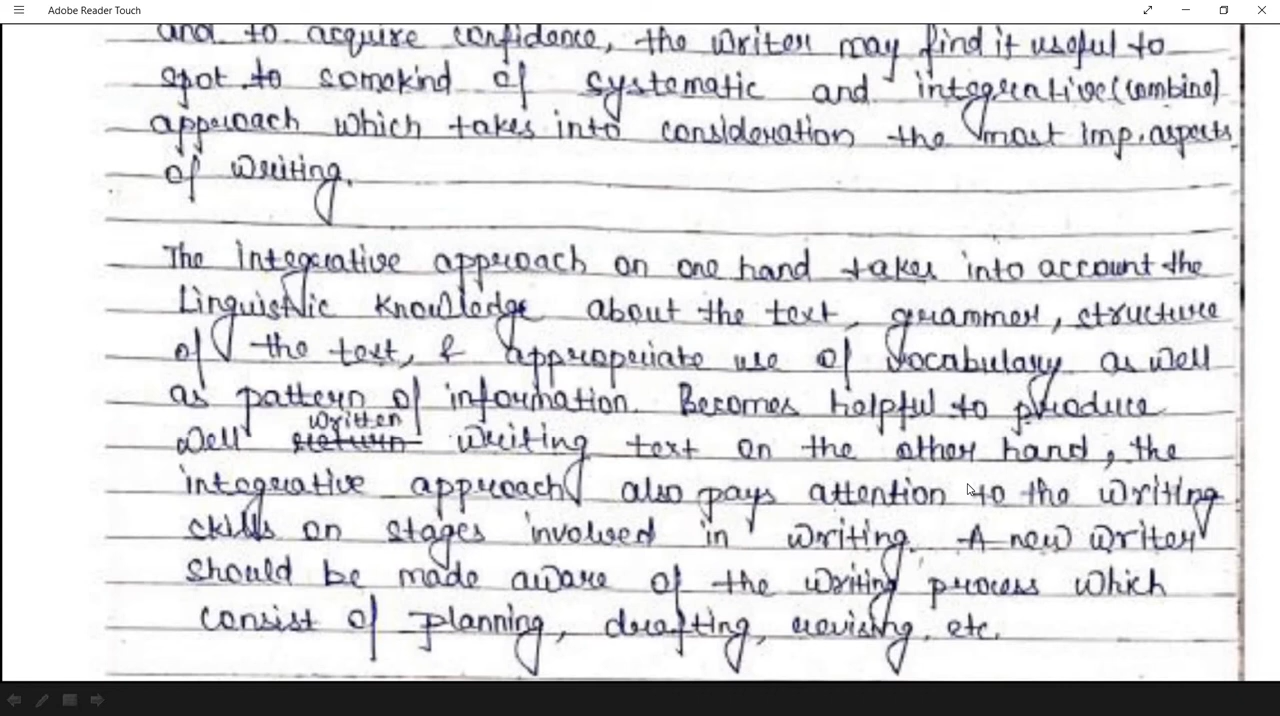 Adobe Reader Touch
and to acquire confidence, the writer may find it useful to
spot to somekind of systematic and integrative (combine)
approach which takes into consideration the most imp. aspects
of writing.
The integrative approach on one hand takes into account the
Linguistic knowledge about the text, grammer, structure
of the text, & appropriate use of vocabulary as well
as pattern of information. Becomes helpful to produce
written
well return writing text on the other hand, the
integrative approach also pays attention to the writing
skills on stages involved in writing. A new writer
should be made aware of the writing process which
consist of planning, drafting, revising, etc.